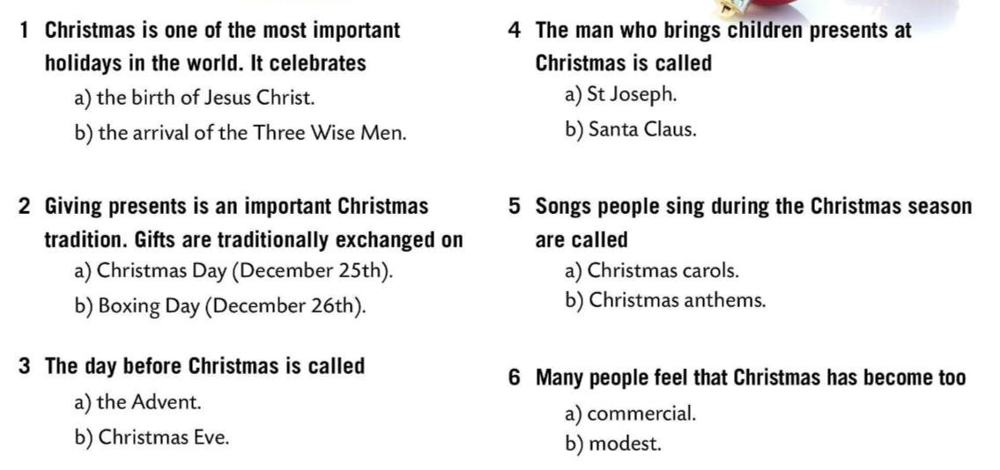 1 Christmas is one of the most important
holidays in the world. It celebrates
a) the birth of Jesus Christ.
b) the arrival of the Three Wise Men.
2 Giving presents is an important Christmas
tradition. Gifts are traditionally exchanged on
a) Christmas Day (December 25th).
b) Boxing Day (December 26th).
3 The day before Christmas is called
a) the Advent.
b) Christmas Eve.
4 The man who brings children presents at
Christmas is called
a) St Joseph.
b) Santa Claus.
5 Songs people sing during the Christmas season
are called
a) Christmas carols.
b) Christmas anthems.
6 Many people feel that Christmas has become too
a) commercial.
b) modest.